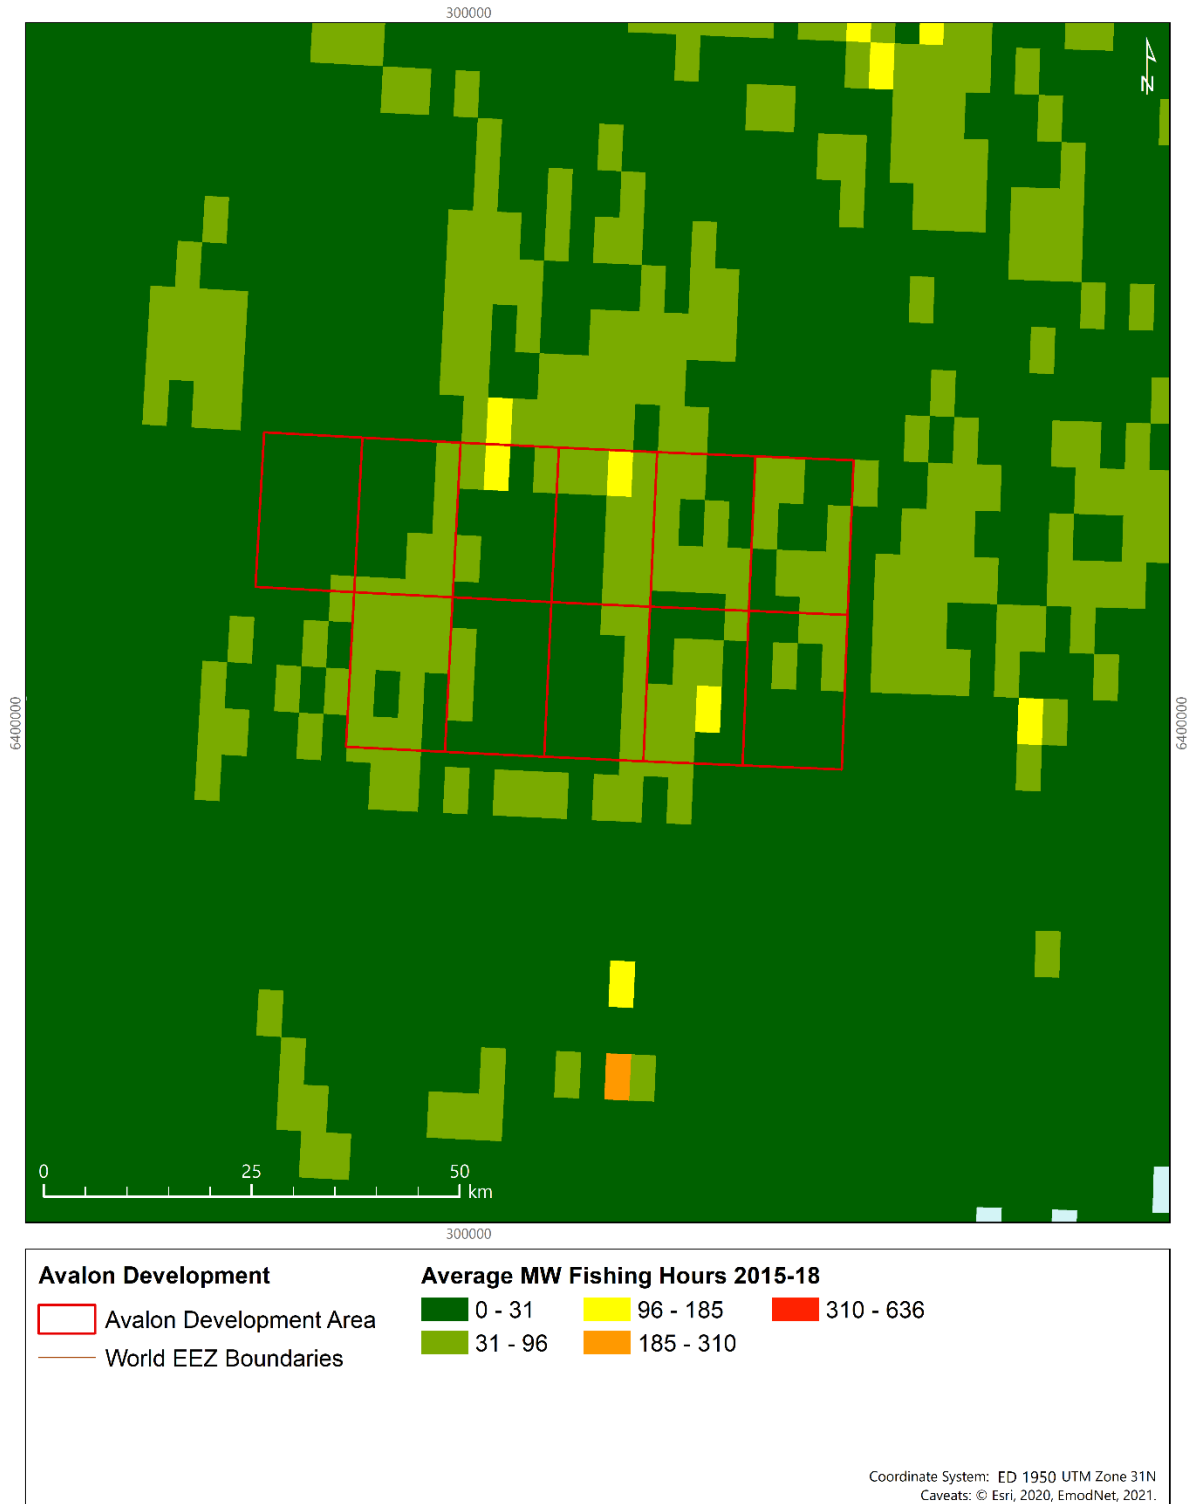 300000
N
6400000
6400000
0 25 50
km
300000
Avalon Development
Avalon Development Area
World EEZ Boundaries
Average MW Fishing Hours 2015-18
0 - 31
96 - 185
310 - 636
31 - 96
185 - 310
Coordinate System: ED 1950 UTM Zone 31N
Caveats: © Esri, 2020, EmodNet, 2021.